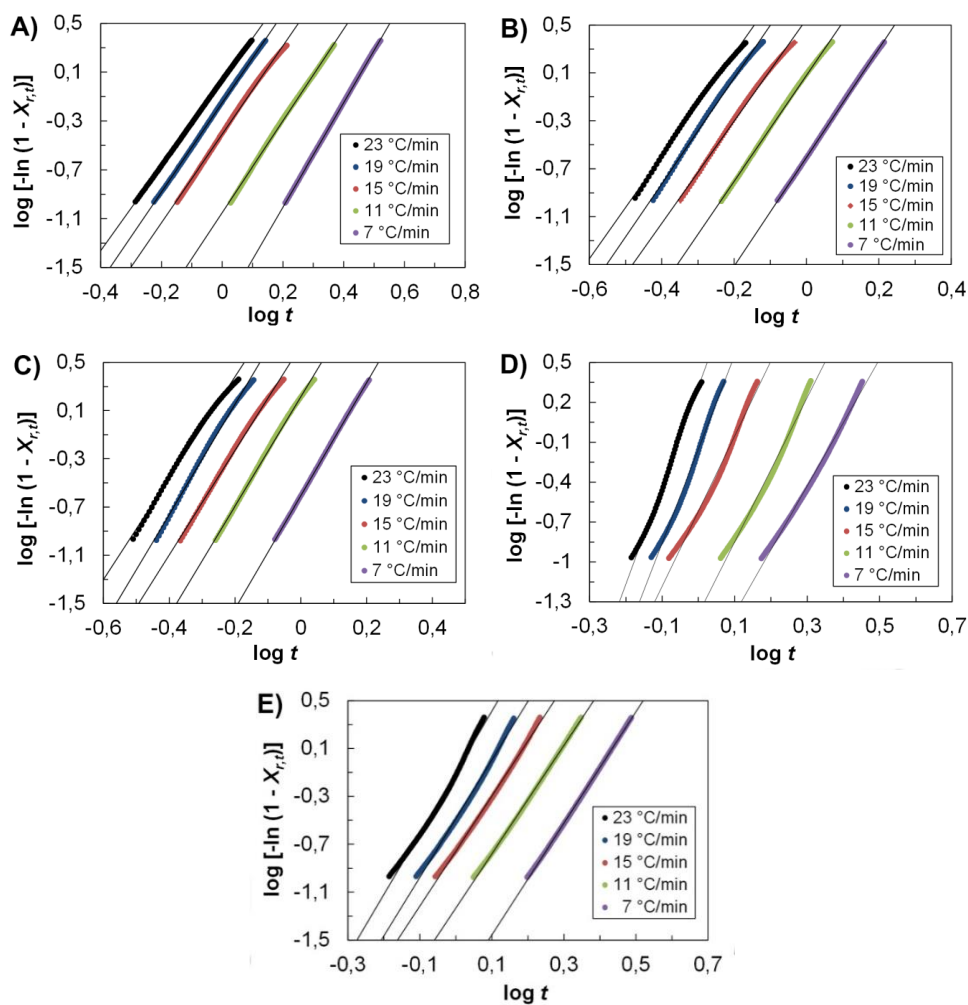 A)
log [-ln (1 - Xr,t)]
0,5
0,1
-0,3
-0,7
-1,1
-1,5
23 °C/min
19 °C/min
15 °C/min
11 °C/min
7 °C/min
-0,4 -0,2 0 0,2 0,4 0,6 0,8
log t
B)
log [-ln (1 - Xr,t)]
0,5
0,1
-0,3
-0,7
-1,1
-1,5
23 °C/min
19 °C/min
15 °C/min
11 °C/min
7 °C/min
-0,6 -0,4 -0,2 0 0,2 0,4
log t
C)
log [-ln (1 - Xr,t)]
0,5
0,1
-0,3
-0,7
-1,1
-1,5
23 °C/min
19 °C/min
15 °C/min
11 °C/min
7 °C/min
-0,6 -0,4 -0,2 0 0,2 0,4
log t
D)
log [-ln (1 - Xr,t)]
0,5
0,2
-0,1
-0,4
-0,7
-1
-1,3
23 °C/min
19 °C/min
15 °C/min
11 °C/min
7 °C/min
-0,3 -0,1 0,1 0,3 0,5 0,7
log t
E)
log [-ln (1 - Xr,t)]
0,5
0,1
-0,3
-0,7
-1,1
-1,5
23 °C/min
19 °C/min
15 °C/min
11 °C/min
7 °C/min
-0,3 -0,1 0,1 0,3 0,5 0,7
log t